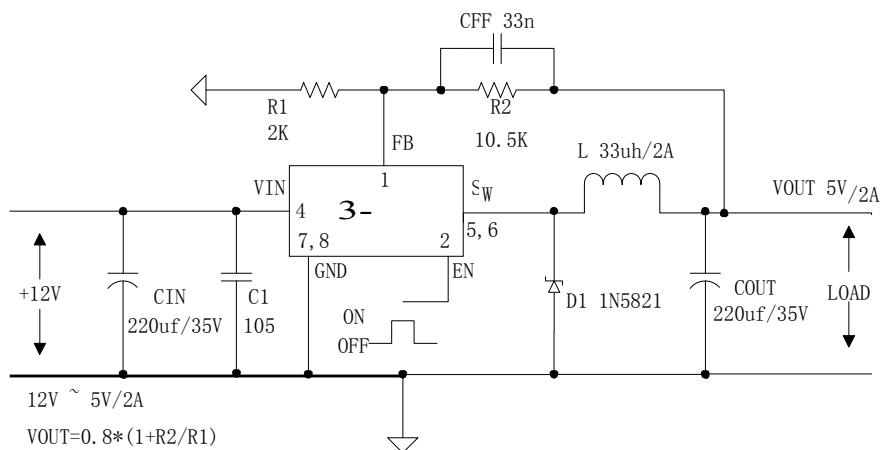 CFF 33n
R1
2K
R2
10.5K
FB
L 33uh/2A
VIN
1
SW
VOUT 5V/2A
4
3-
7,8
2
5,6
GND
EN
+12V
CIN
220uf/35V
C1
105
ON
OFF
D1 1N5821
COUT
220uf/35V
LOAD
12V ~ 5V/2A
VOUT=0.8*(1+R2/R1)